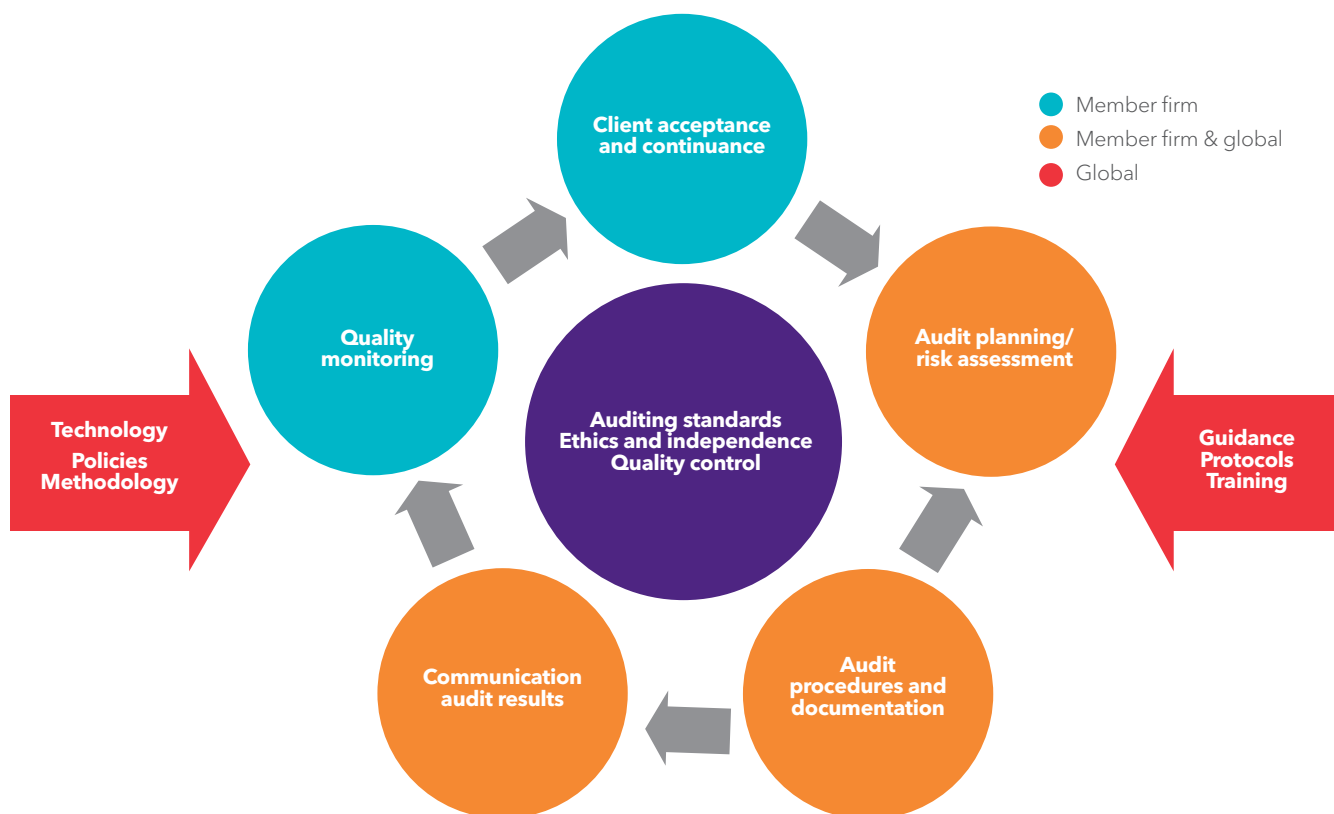 Client acceptance
and continuance
Member firm
Member firm & global
Global
Quality
monitoring
Audit planning/
risk assessment
Technology
Policies
Methodology
Auditing standards
Ethics and independence
Quality control
Guidance
Protocols
Training
Communication
audit results
Audit
procedures and
documentation